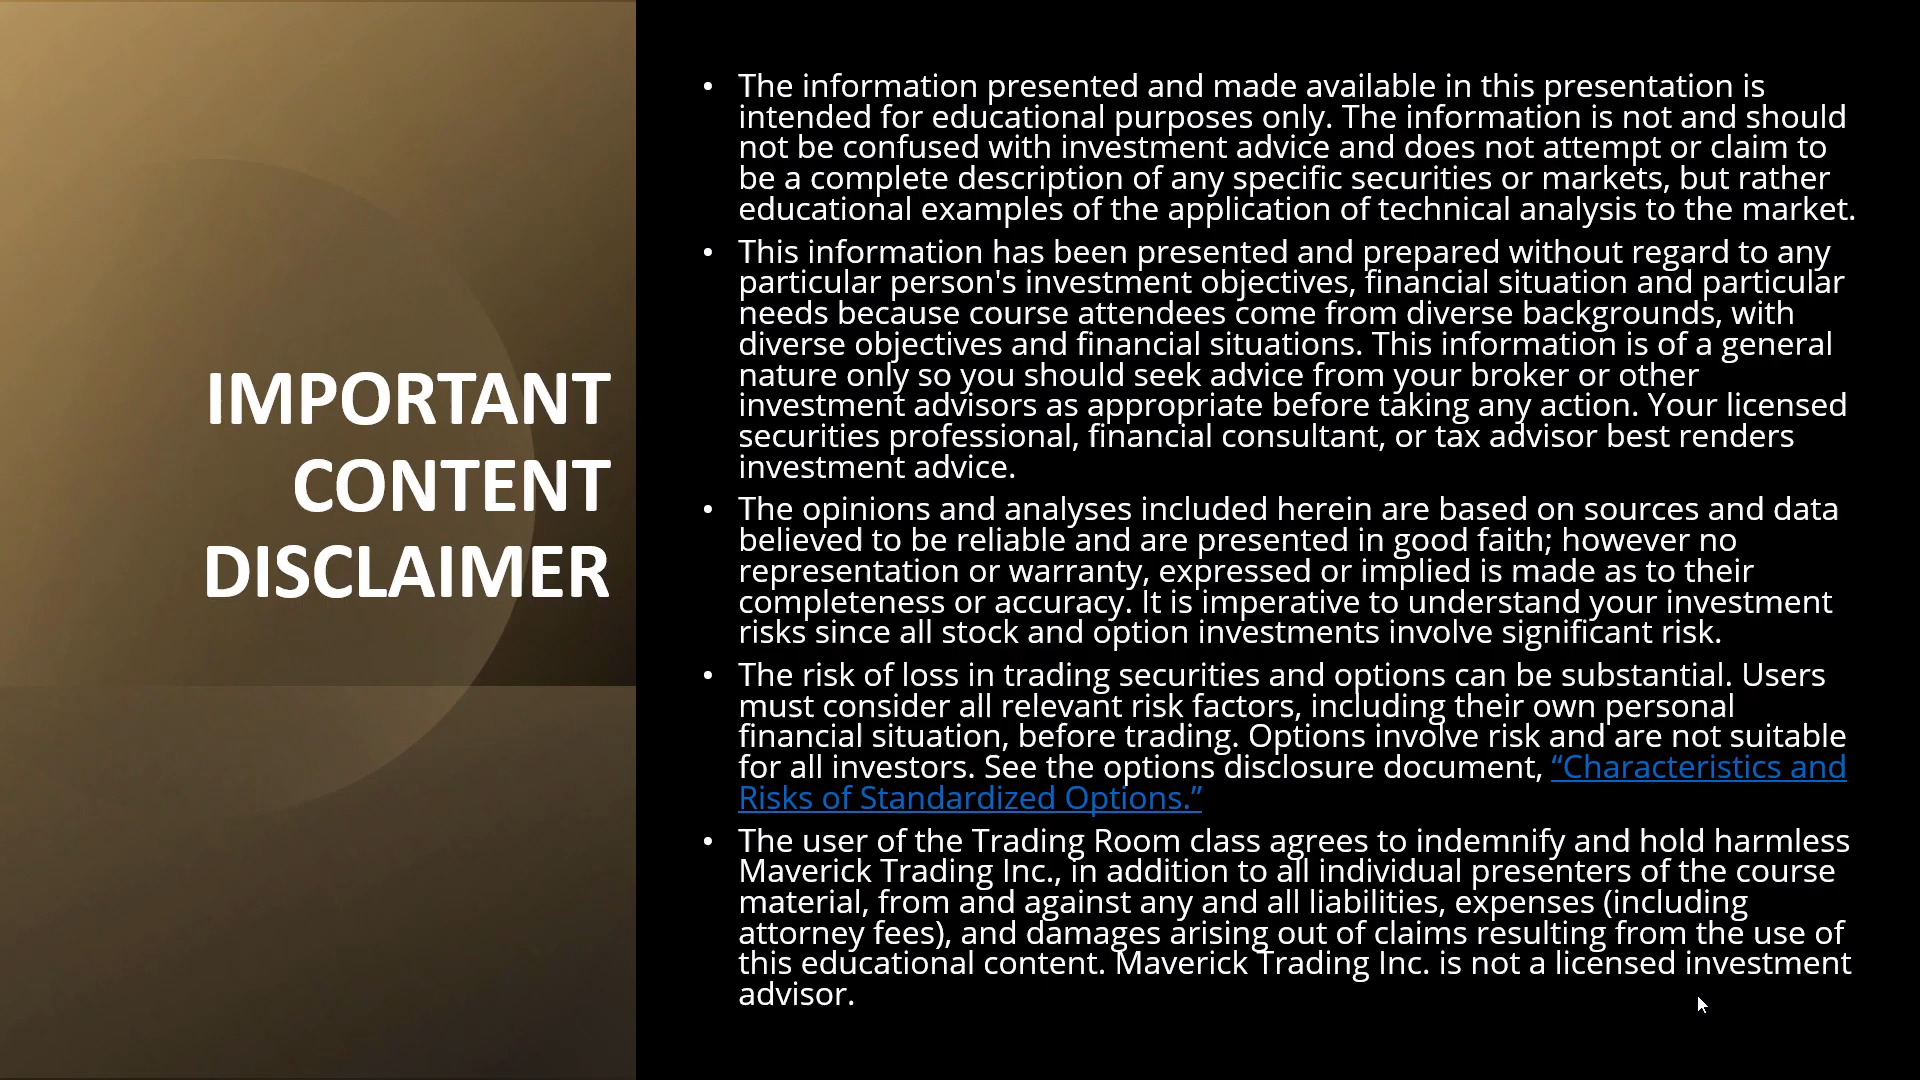 IMPORTANT
CONTENT
DISCLAIMER
• The information presented and made available in this presentation is
intended for educational purposes only. The information is not and should
not be confused with investment advice and does not attempt or claim to
be a complete description of any specific securities or markets, but rather
educational examples of the application of technical analysis to the market.
• This information has been presented and prepared without regard to any
particular person's investment objectives, financial situation and particular
needs because course attendees come from diverse backgrounds, with
diverse objectives and financial situations. This information is of a general
nature only so you should seek advice from your broker or other
investment advisors as appropriate before taking any action. Your licensed
securities professional, financial consultant, or tax advisor best renders
investment advice.
• The opinions and analyses included herein are based on sources and data
believed to be reliable and are presented in good faith; however no
representation or warranty, expressed or implied is made as to their
completeness or accuracy. It is imperative to understand your investment
risks since all stock and option investments involve significant risk.
• The risk of loss in trading securities and options can be substantial. Users
must consider all relevant risk factors, including their own personal
financial situation, before trading. Options involve risk and are not suitable
for all investors. See the options disclosure document, “Characteristics and
Risks of Standardized Options.”
• The user of the Trading Room class agrees to indemnify and hold harmless
Maverick Trading Inc., in addition to all individual presenters of the course
material, from and against any and all liabilities, expenses (including
attorney fees), and damages arising out of claims resulting from the use of
this educational content. Maverick Trading Inc. is not a licensed investment
advisor.